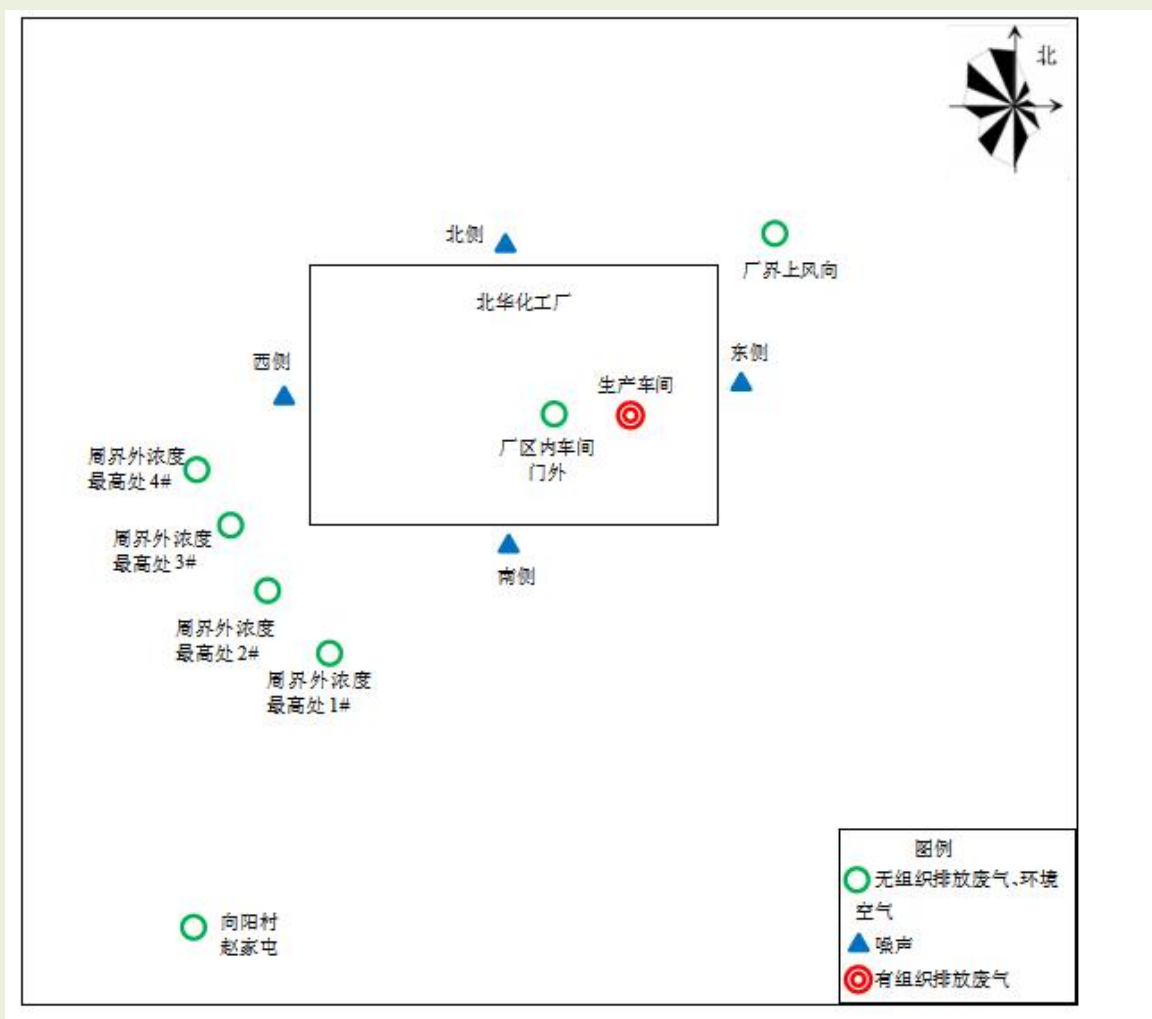 北
北侧
厂界上风向
北华化工厂
西侧
东侧
生产车间
厂区内车间
门外
周界外浓度
最高处4#
周界外浓度
最高处3#
南侧
周界外浓度
最高处2#
周界外浓度
最高处1#
图例
无组织排放废气、环境
空气
噪声
有组织排放废气
向阳村
赵家屯